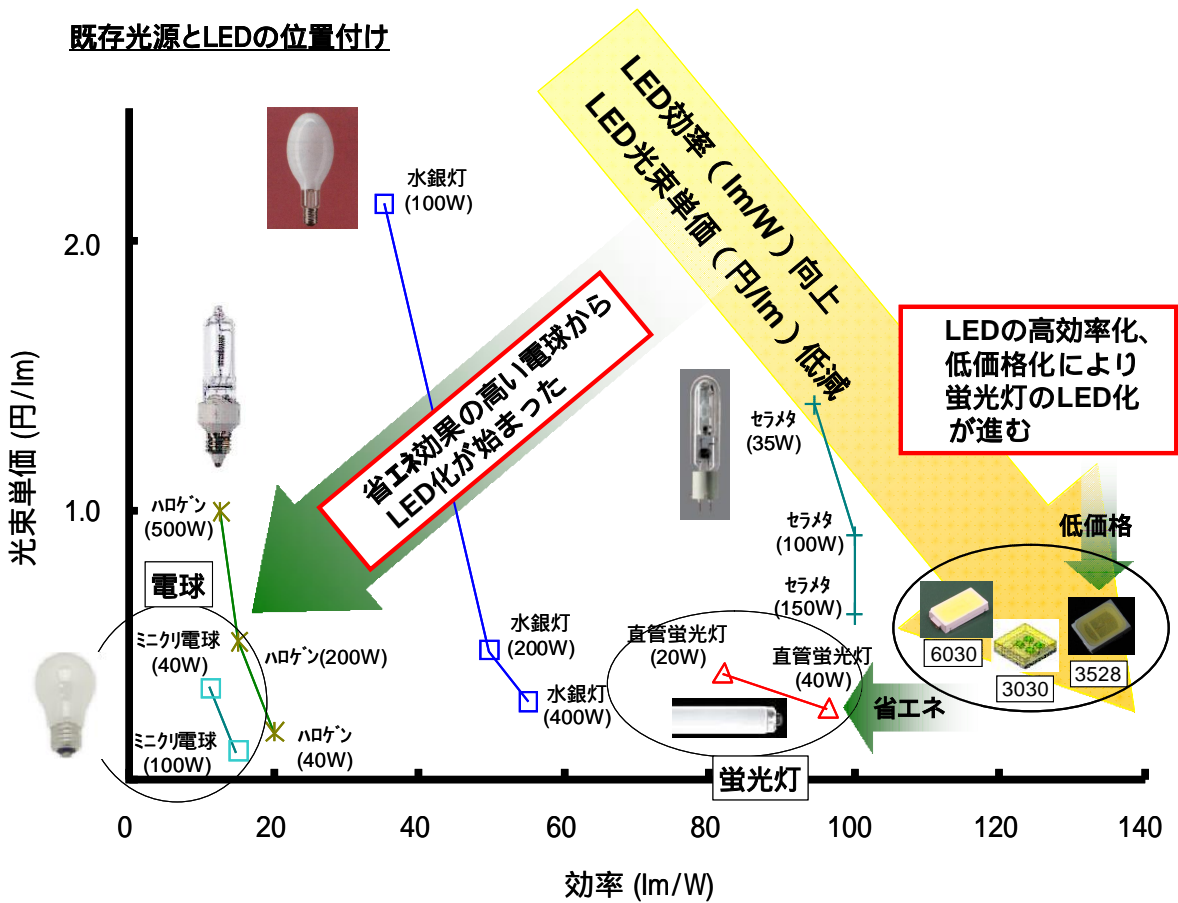 既存光源とLEDの位置付け
LED効率（lm/W）向上
LED光束単価（円/lm）低減
水銀灯
(100W)
2.0
LEDの高効率化、
低価格化により
蛍光灯のLED化
が進む
省エネ効果の高い電球から
LED化が始まった
光束単価 (円/lm)
ｾﾗﾒﾀ
(35W)
1.0
ﾊﾛｹﾞﾝ
(500W)
ｾﾗﾒﾀ
(100W)
低価格
電球
ｾﾗﾒﾀ
(150W)
ﾐﾆｸﾘ電球
(40W)
ﾊﾛｹﾞﾝ(200W)
水銀灯
(200W)
直管蛍光灯
(20W)
直管蛍光灯
(40W)
6030
3030
3528
水銀灯
(400W)
省エネ
ﾐﾆｸﾘ電球
(100W)
ﾊﾛｹﾞﾝ
(40W)
蛍光灯
0 20 40 60 80 100 120 140
効率 (lm/W)